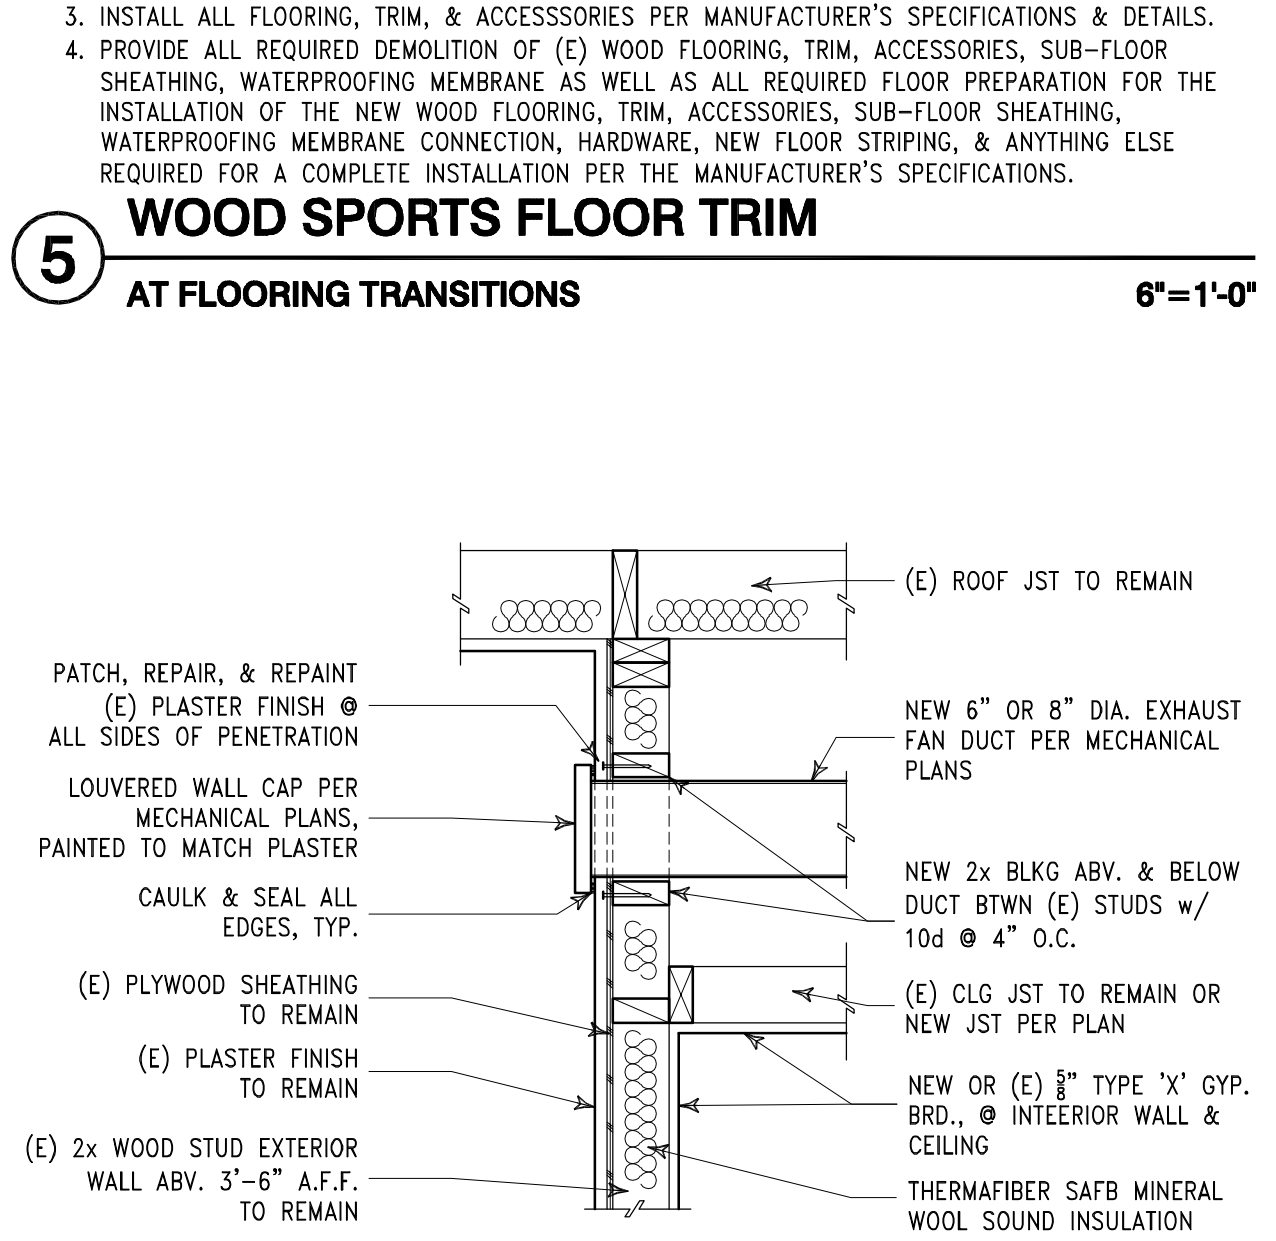 3. INSTALL ALL FLOORING, TRIM, & ACCESSSORIES PER MANUFACTURER'S SPECIFICATIONS & DETAILS.
4. PROVIDE ALL REQUIRED DEMOLITION OF (E) WOOD FLOORING, TRIM, ACCESSORIES, SUB-FLOOR
SHEATHING, WATERPROOFING MEMBRANE AS WELL AS ALL REQUIRED FLOOR PREPARATION FOR THE
INSTALLATION OF THE NEW WOOD FLOORING, TRIM, ACCESSORIES, SUB-FLOOR SHEATHING,
WATERPROOFING MEMBRANE CONNECTION, HARDWARE, NEW FLOOR STRIPING, & ANYTHING ELSE
REQUIRED FOR A COMPLETE INSTALLATION PER THE MANUFACTURER'S SPECIFICATIONS.
5
WOOD SPORTS FLOOR TRIM
AT FLOORING TRANSITIONS
6"=1'-0"
PATCH, REPAIR, & REPAINT
(E) PLASTER FINISH @
ALL SIDES OF PENETRATION
LOUVERED WALL CAP PER
MECHANICAL PLANS,
PAINTED TO MATCH PLASTER
CAULK & SEAL ALL
EDGES, TYP.
(E) PLYWOOD SHEATHING
TO REMAIN
(E) PLASTER FINISH
TO REMAIN
(E) 2x WOOD STUD EXTERIOR
WALL ABV. 3'-6" A.F.F.
TO REMAIN
(E) ROOF JST TO REMAIN
NEW 6" OR 8" DIA. EXHAUST
FAN DUCT PER MECHANICAL
PLANS
NEW 2x BLKG ABV. & BELOW
DUCT BTWN (E) STUDS w/
10d @ 4" O.C.
(E) CLG JST TO REMAIN OR
NEW JST PER PLAN
NEW OR (E) 5/8" TYPE 'X' GYP.
BRD., @ INTEERIOR WALL &
CEILING
THERMAFIBER SAFB MINERAL
WOOL SOUND INSULATION